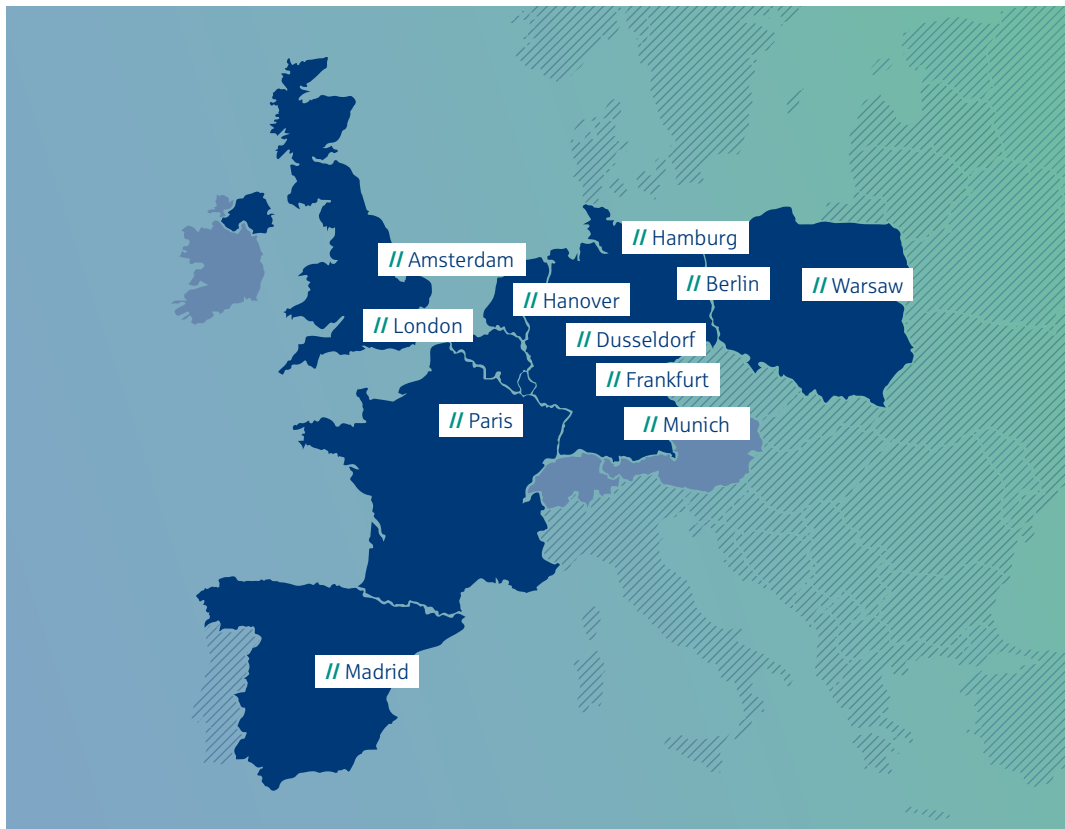 // Hamburg
// Amsterdam
// Berlin
// Warsaw
// Hanover
// London
// Dusseldorf
// Frankfurt
// Paris
// Munich
// Madrid